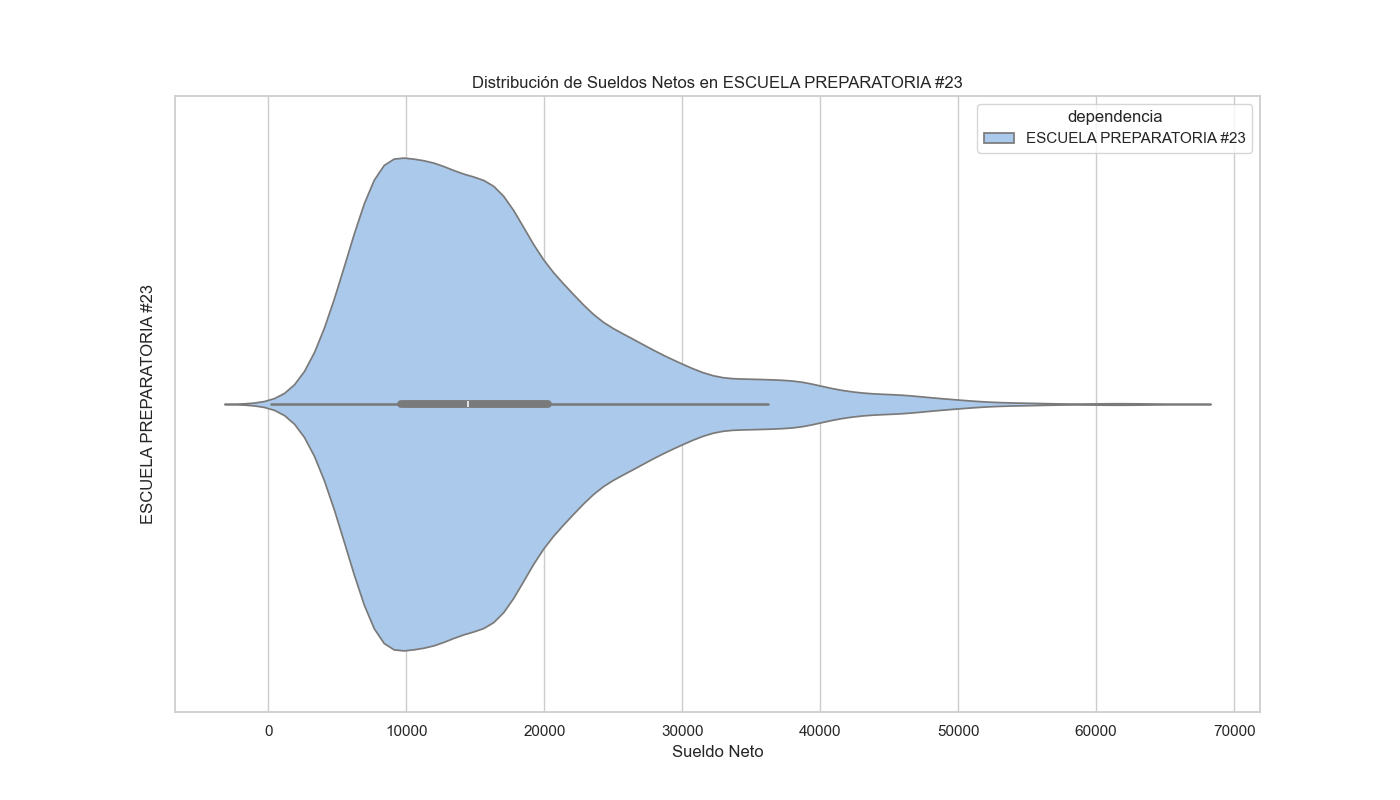 Distribución de Sueldos Netos en ESCUELA PREPARATORIA #23
dependencia
ESCUELA PREPARATORIA #23
ESCUELA PREPARATORIA #23
0 10000 20000 30000 40000 50000 60000 70000
Sueldo Neto